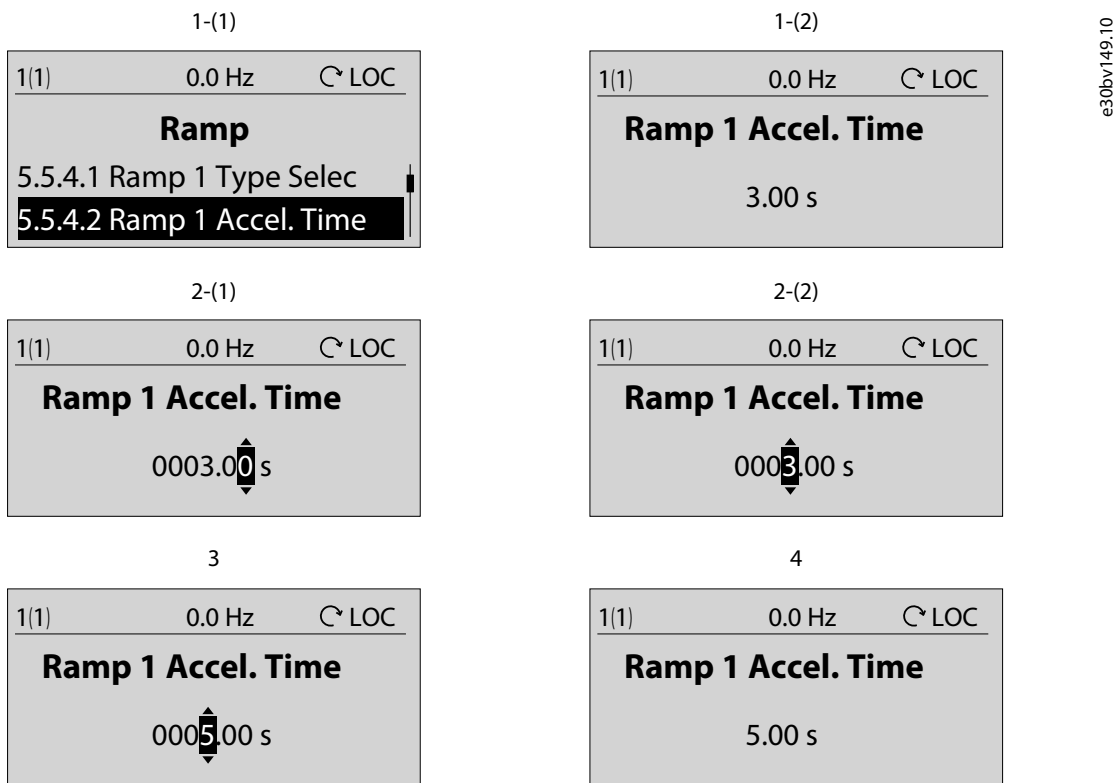 1-(1)
1(1) 0.0 Hz LOC
Ramp
5.5.4.1 Ramp 1 Type Selec
5.5.4.2 Ramp 1 Accel. Time
1-(2)
1(1) 0.0 Hz LOC
Ramp 1 Accel. Time
3.00 s
2-(1)
1(1) 0.0 Hz LOC
Ramp 1 Accel. Time
0003.00 s
2-(2)
1(1) 0.0 Hz LOC
Ramp 1 Accel. Time
0003.00 s
3
1(1) 0.0 Hz LOC
Ramp 1 Accel. Time
0005.00 s
4
1(1) 0.0 Hz LOC
Ramp 1 Accel. Time
5.00 s
e30bv149.10